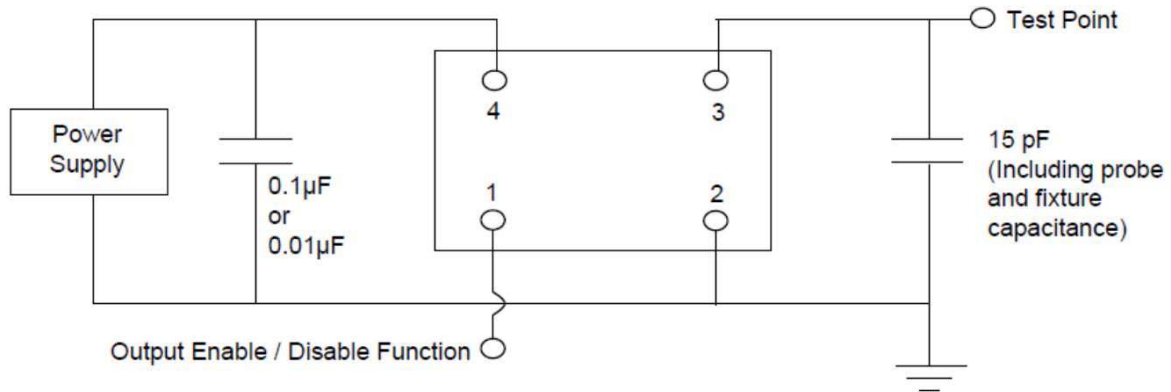 Test Point
4
3
Power
Supply
15 pF
(Including probe
and fixture
capacitance)
0.1µF
or
0.01µF
1
2
Output Enable / Disable Function